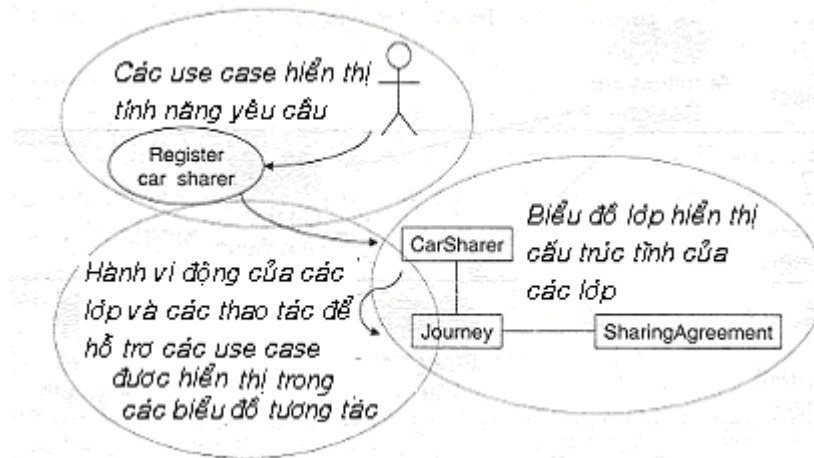 Các use case hiển thị
tính năng yêu cầu
Register
car sharer
Biểu đồ lớp hiển thị
cấu trúc tĩnh của
các lớp
CarSharer
Journey
SharingAgreement
Hành vi động của các
lớp và các thao tác để
hỗ trơ các use case
đươc hiển thị trong
các biểu đồ tương tác